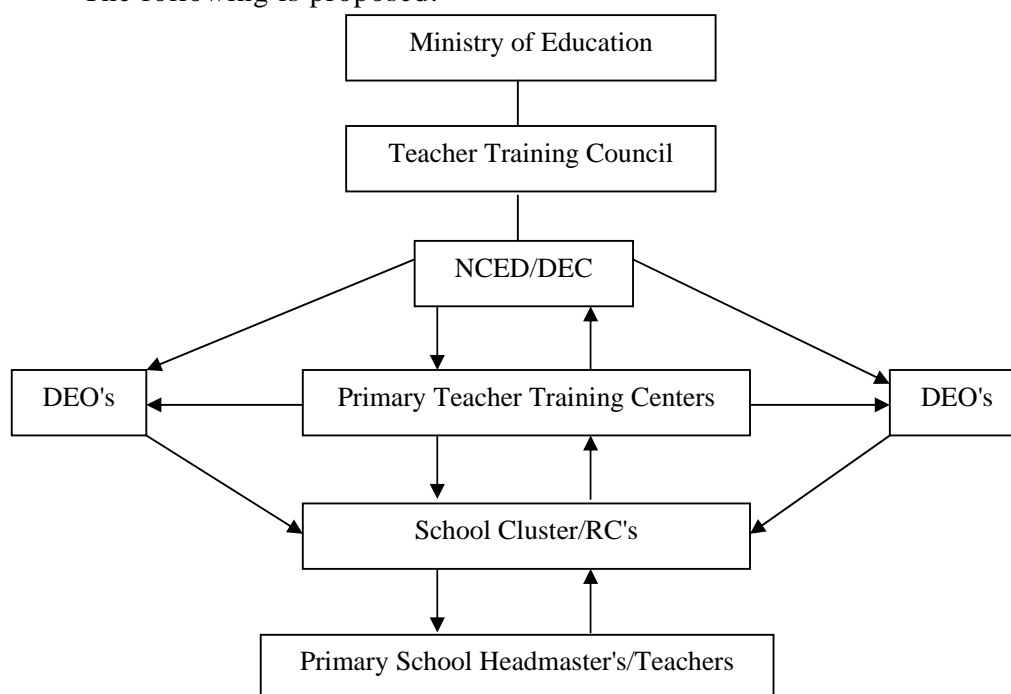 The following is proposed:
Ministry of Education
Teacher Training Council
NCED/DEC
DEO's
Primary Teacher Training Centers
DEO's
School Cluster/RC's
Primary School Headmaster's/Teachers